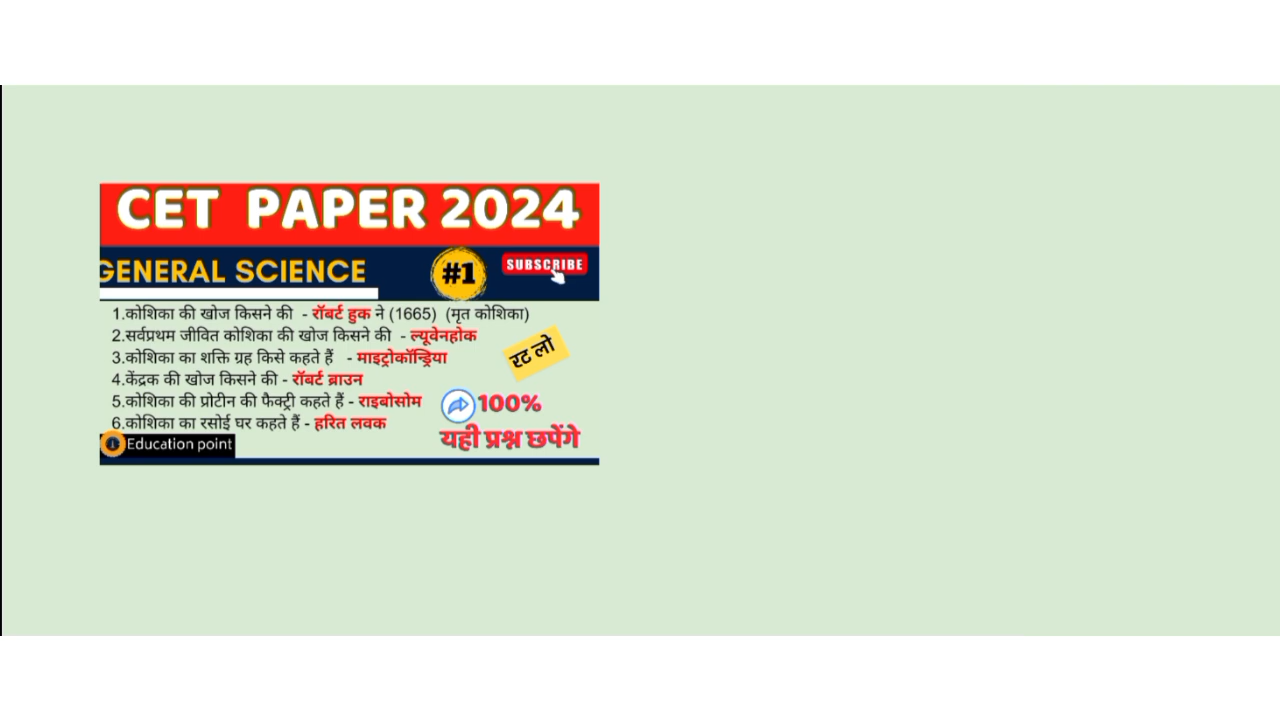 CET PAPER 2024
GENERAL SCIENCE
#1
SUBSCRIBE
1.कोशिका की खोज किसने की - रॉबर्ट हुक ने (1665) (मृत कोशिका)
2.सर्वप्रथम जीवित कोशिका की खोज किसने की - ल्यूवेनहोक
3.कोशिका का शक्ति ग्रह किसे कहते हैं - माइट्रोकॉन्ड्रिया
रट लो
4.केंद्रक की खोज किसने की - रॉबर्ट ब्राउन
5.कोशिका की प्रोटीन की फैक्ट्री कहते हैं - राइबोसोम
100%
6.कोशिका का रसोई घर कहते हैं - हरित लवक
यही प्रश्न छपेंगे
Education point